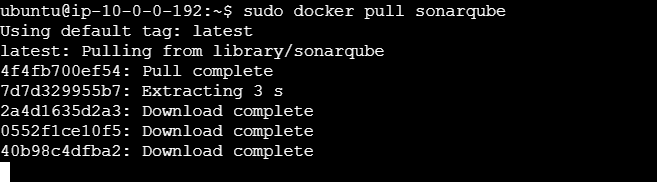 ubuntu@ip-10-0-0-192:~$ sudo docker pull sonarqube
Using default tag: latest
latest: Pulling from library/sonarqube
4f4fb700ef54: Pull complete
7d7d329955b7: Extracting 3 s
2a4d1635d2a3: Download complete
0552f1ce10f5: Download complete
40b98c4dfba2: Download complete